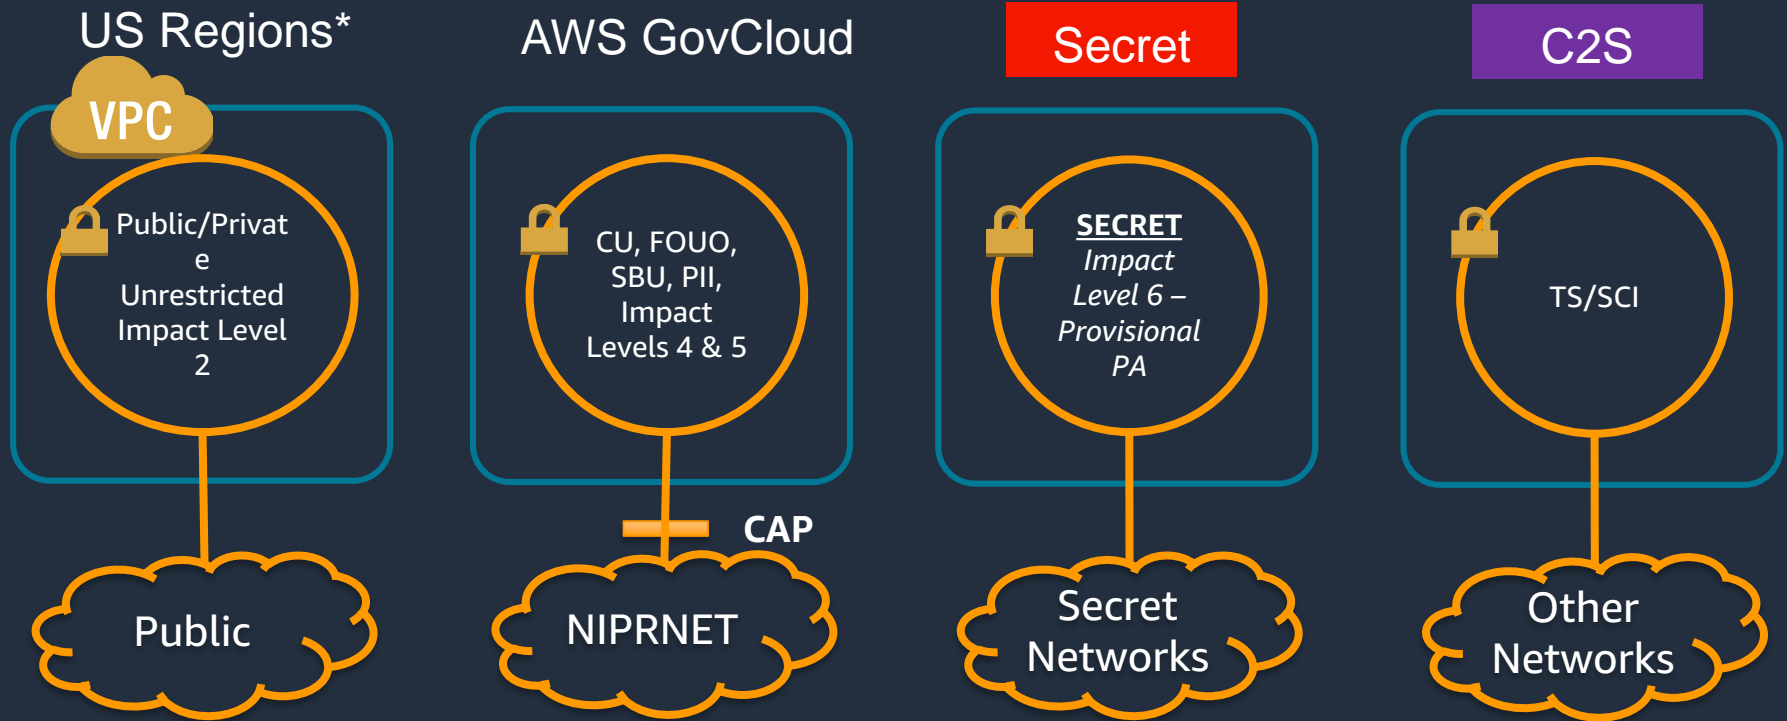 US Regions*
VPC
Public/Privat
e
Unrestricted
Impact Level
2
Public
AWS GovCloud
CU, FOUO,
SBU, PII,
Impact
Levels 4 & 5
CAP
NIPRNET
Secret
SECRET
Impact
Level 6 –
Provisional
PA
Secret
Networks
C2S
TS/SCI
Other
Networks